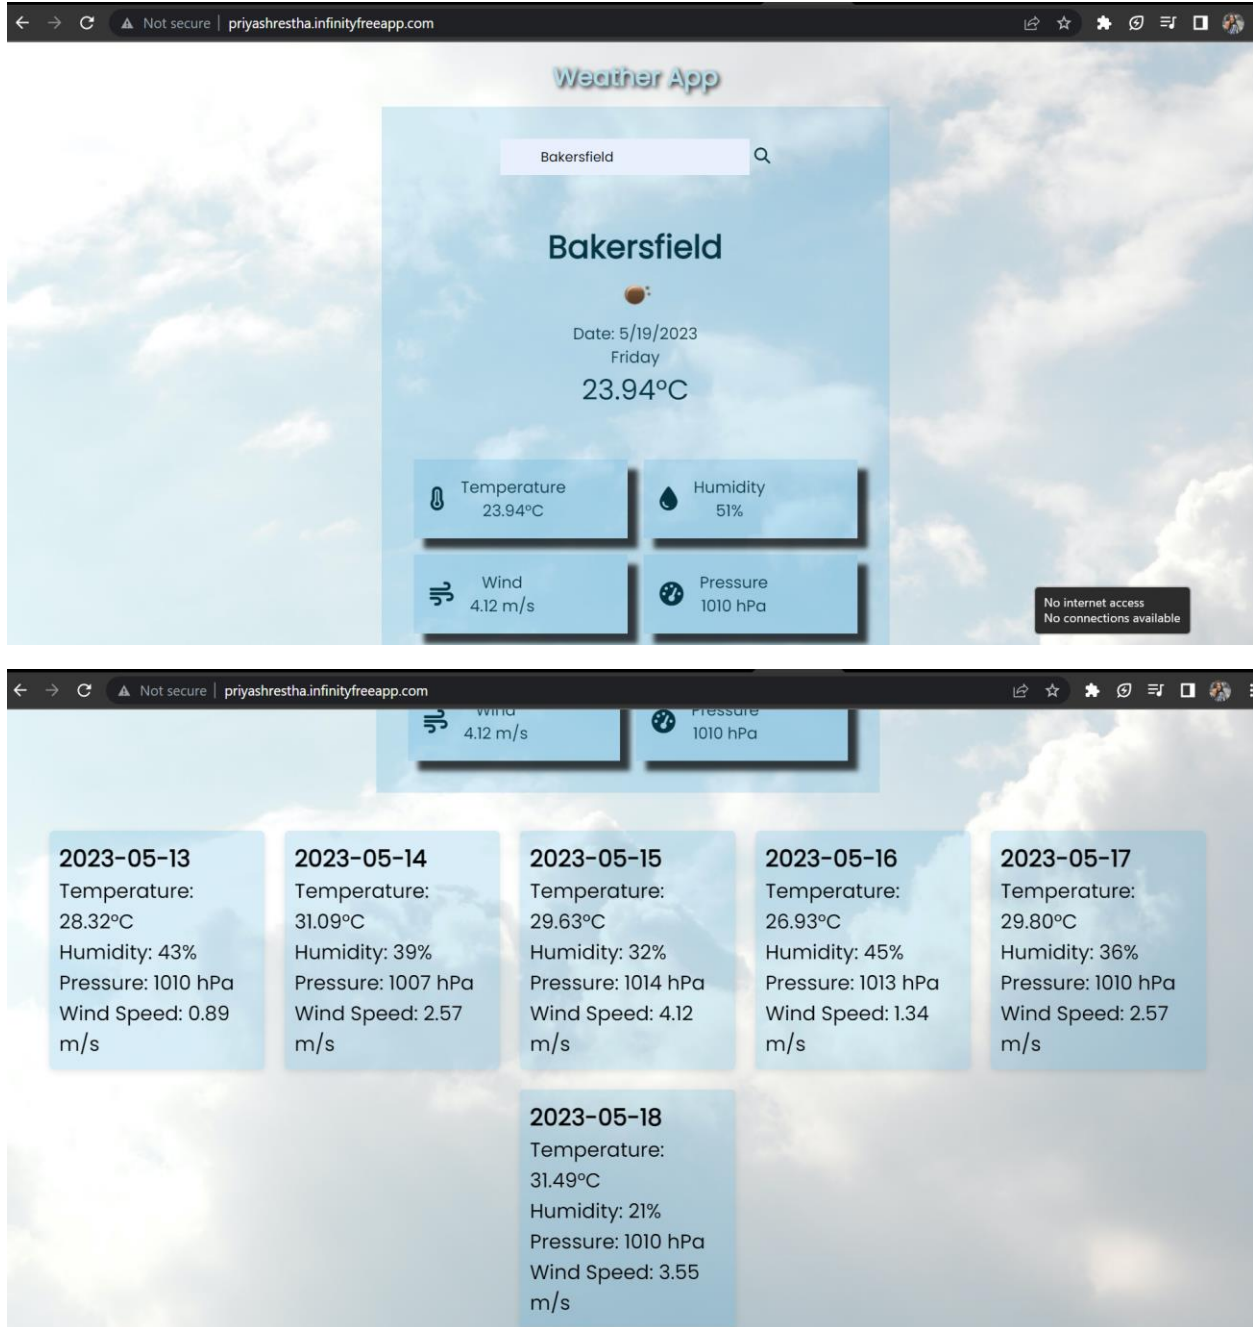 Not secure | priyashrestha.infinityfreeapp.com
Weather App
Bakersfield
Bakersfield
Date: 5/19/2023
Friday
23.94°C
Temperature
23.94°C
Humidity
51%
Wind
4.12 m/s
Pressure
1010 hPa
No internet access
No connections available
Not secure | priyashrestha.infinityfreeapp.com
Wind
4.12 m/s
Pressure
1010 hPa
2023-05-13
Temperature:
28.32°C
Humidity: 43%
Pressure: 1010 hPa
Wind Speed: 0.89
m/s
2023-05-14
Temperature:
31.09°C
Humidity: 39%
Pressure: 1007 hPa
Wind Speed: 2.57
m/s
2023-05-15
Temperature:
29.63°C
Humidity: 32%
Pressure: 1014 hPa
Wind Speed: 4.12
m/s
2023-05-16
Temperature:
26.93°C
Humidity: 45%
Pressure: 1013 hPa
Wind Speed: 1.34
m/s
2023-05-17
Temperature:
29.80°C
Humidity: 36%
Pressure: 1010 hPa
Wind Speed: 2.57
m/s
2023-05-18
Temperature:
31.49°C
Humidity: 21%
Pressure: 1010 hPa
Wind Speed: 3.55
m/s